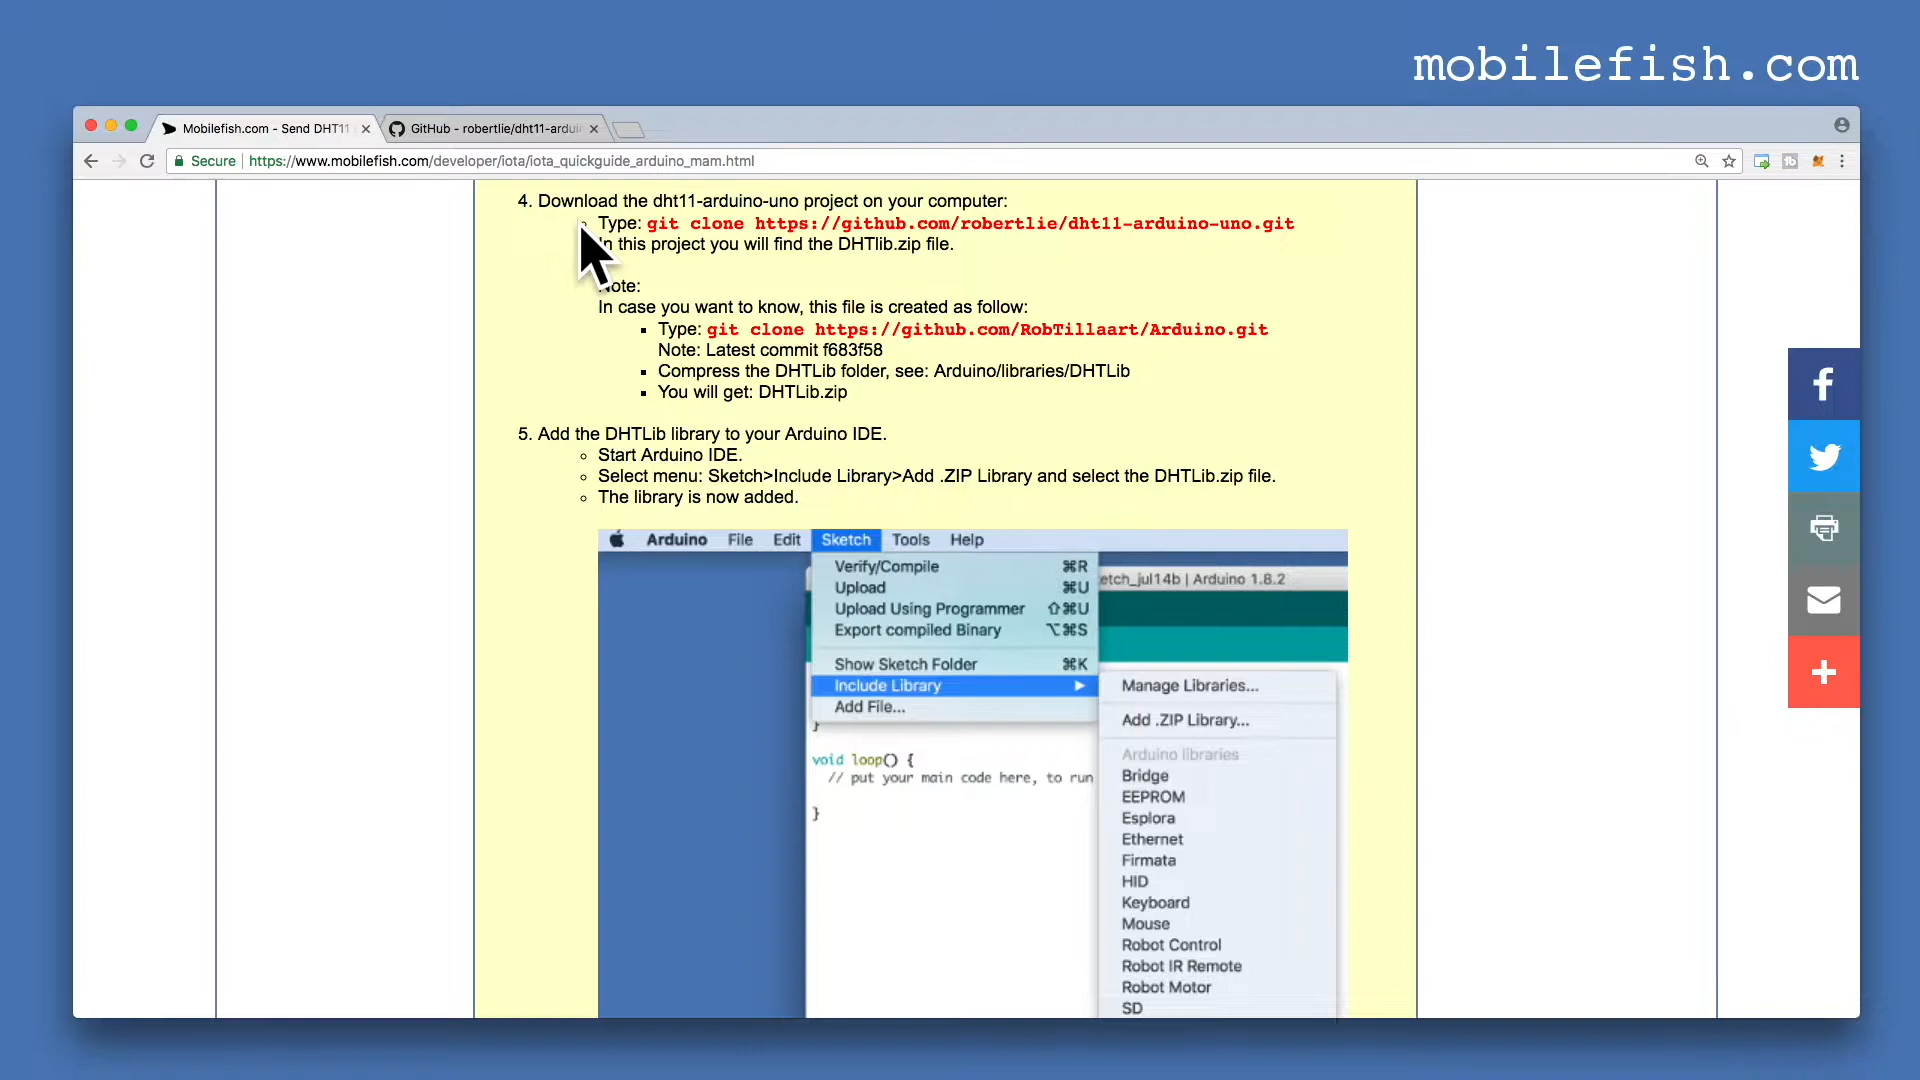 mobilefish.com
Mobilefish.com - Send DHT11
GitHub - robertlie/dht11-ardui
Secure
https://www.mobilefish.com/developer/iota/iota_quickguide_arduino_mam.html
4. Download the dht11-arduino-uno project on your computer:
Type: git clone https://github.com/robertlie/dht11-arduino-uno.git
n this project you will find the DHTlib.zip file.
Note:
In case you want to know, this file is created as follow:
Type: git clone https://github.com/RobTillaart/Arduino.git
Note: Latest commit f683f58
Compress the DHTLib folder, see: Arduino/libraries/DHTLib
You will get: DHTLib.zip
5. Add the DHTLib library to your Arduino IDE.
Start Arduino IDE.
Select menu: Sketch>Include Library>Add .ZIP Library and select the DHTLib.zip file.
The library is now added.
Arduino File Edit Sketch Tools Help
Verify/Compile ⌘R
etch_jul14b | Arduino 1.8.2
Upload ⌘U
Upload Using Programmer ⇧⌘U
Export compiled Binary ⌥⌘S
Show Sketch Folder ⌘K
Include Library
Add File...
Manage Libraries...
Add .ZIP Library...
}
void loop() {
// put your main code here, to run
}
Arduino libraries
Bridge
EEPROM
Esplora
Ethernet
Firmata
HID
Keyboard
Mouse
Robot Control
Robot IR Remote
Robot Motor
SD